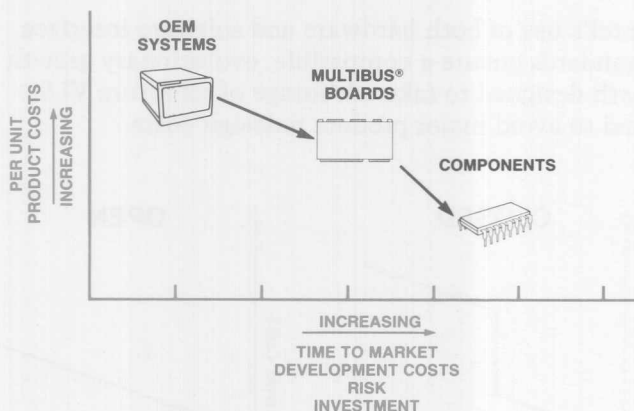 OEM
SYSTEMS
MULTIBUS®
BOARDS
COMPONENTS
PER UNIT
PRODUCT COSTS
INCREASING
INCREASING
TIME TO MARKET
DEVELOPMENT COSTS
RISK
INVESTMENT